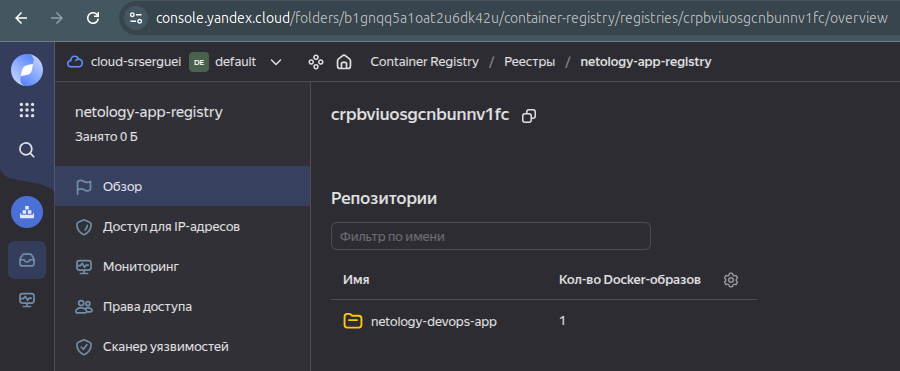 console.yandex.cloud/folders/b1gnqq5a1oat2u6dk42u/container-registry/registries/crpbviuosgcnbunnv1fc/overview
cloud-srserguei DE default Container Registry / Реестры / netology-app-registry
netology-app-registry
Занято 0 Б
Обзор
Доступ для IP-адресов
Мониторинг
Права доступа
Сканер уязвимостей
crpbviuosgcnbunnv1fc
Репозитории
Фильтр по имени
Имя Кол-во Docker-образов
netology-devops-app 1